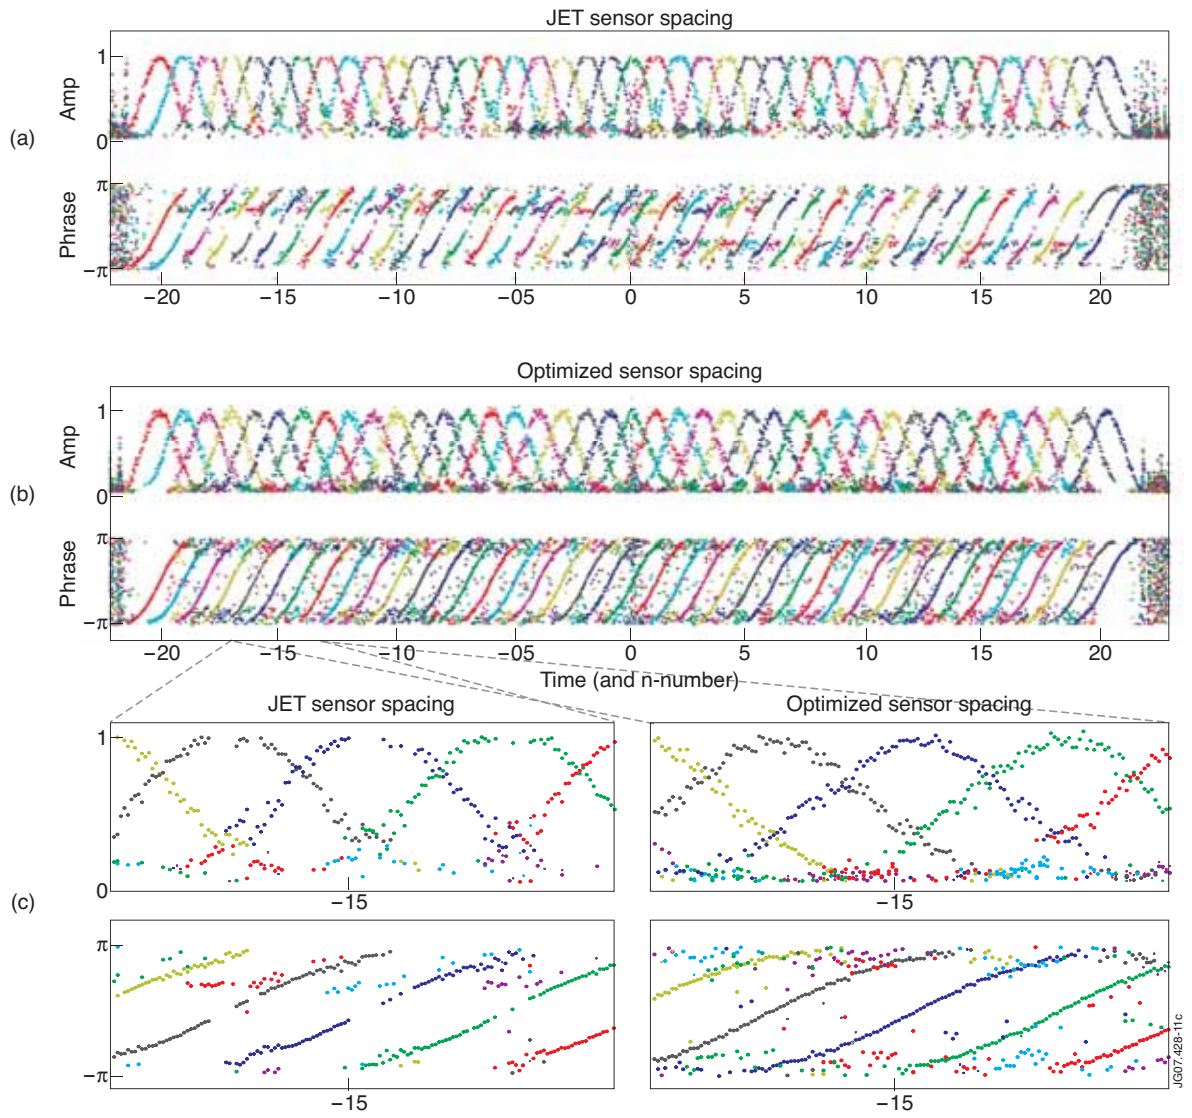 JET sensor spacing
(a)
Amp
1
0
Phrase
π
−π
−20 −15 −10 −05 0 5 10 15 20
Optimized sensor spacing
(b)
Amp
1
0
Phrase
π
−π
−20 −15 −10 −05 0 5 10 15 20
Time (and n-number)
JET sensor spacing Optimized sensor spacing
(c)
1
0
−15 −15
π
−π
−15 −15
JG07.428-11c